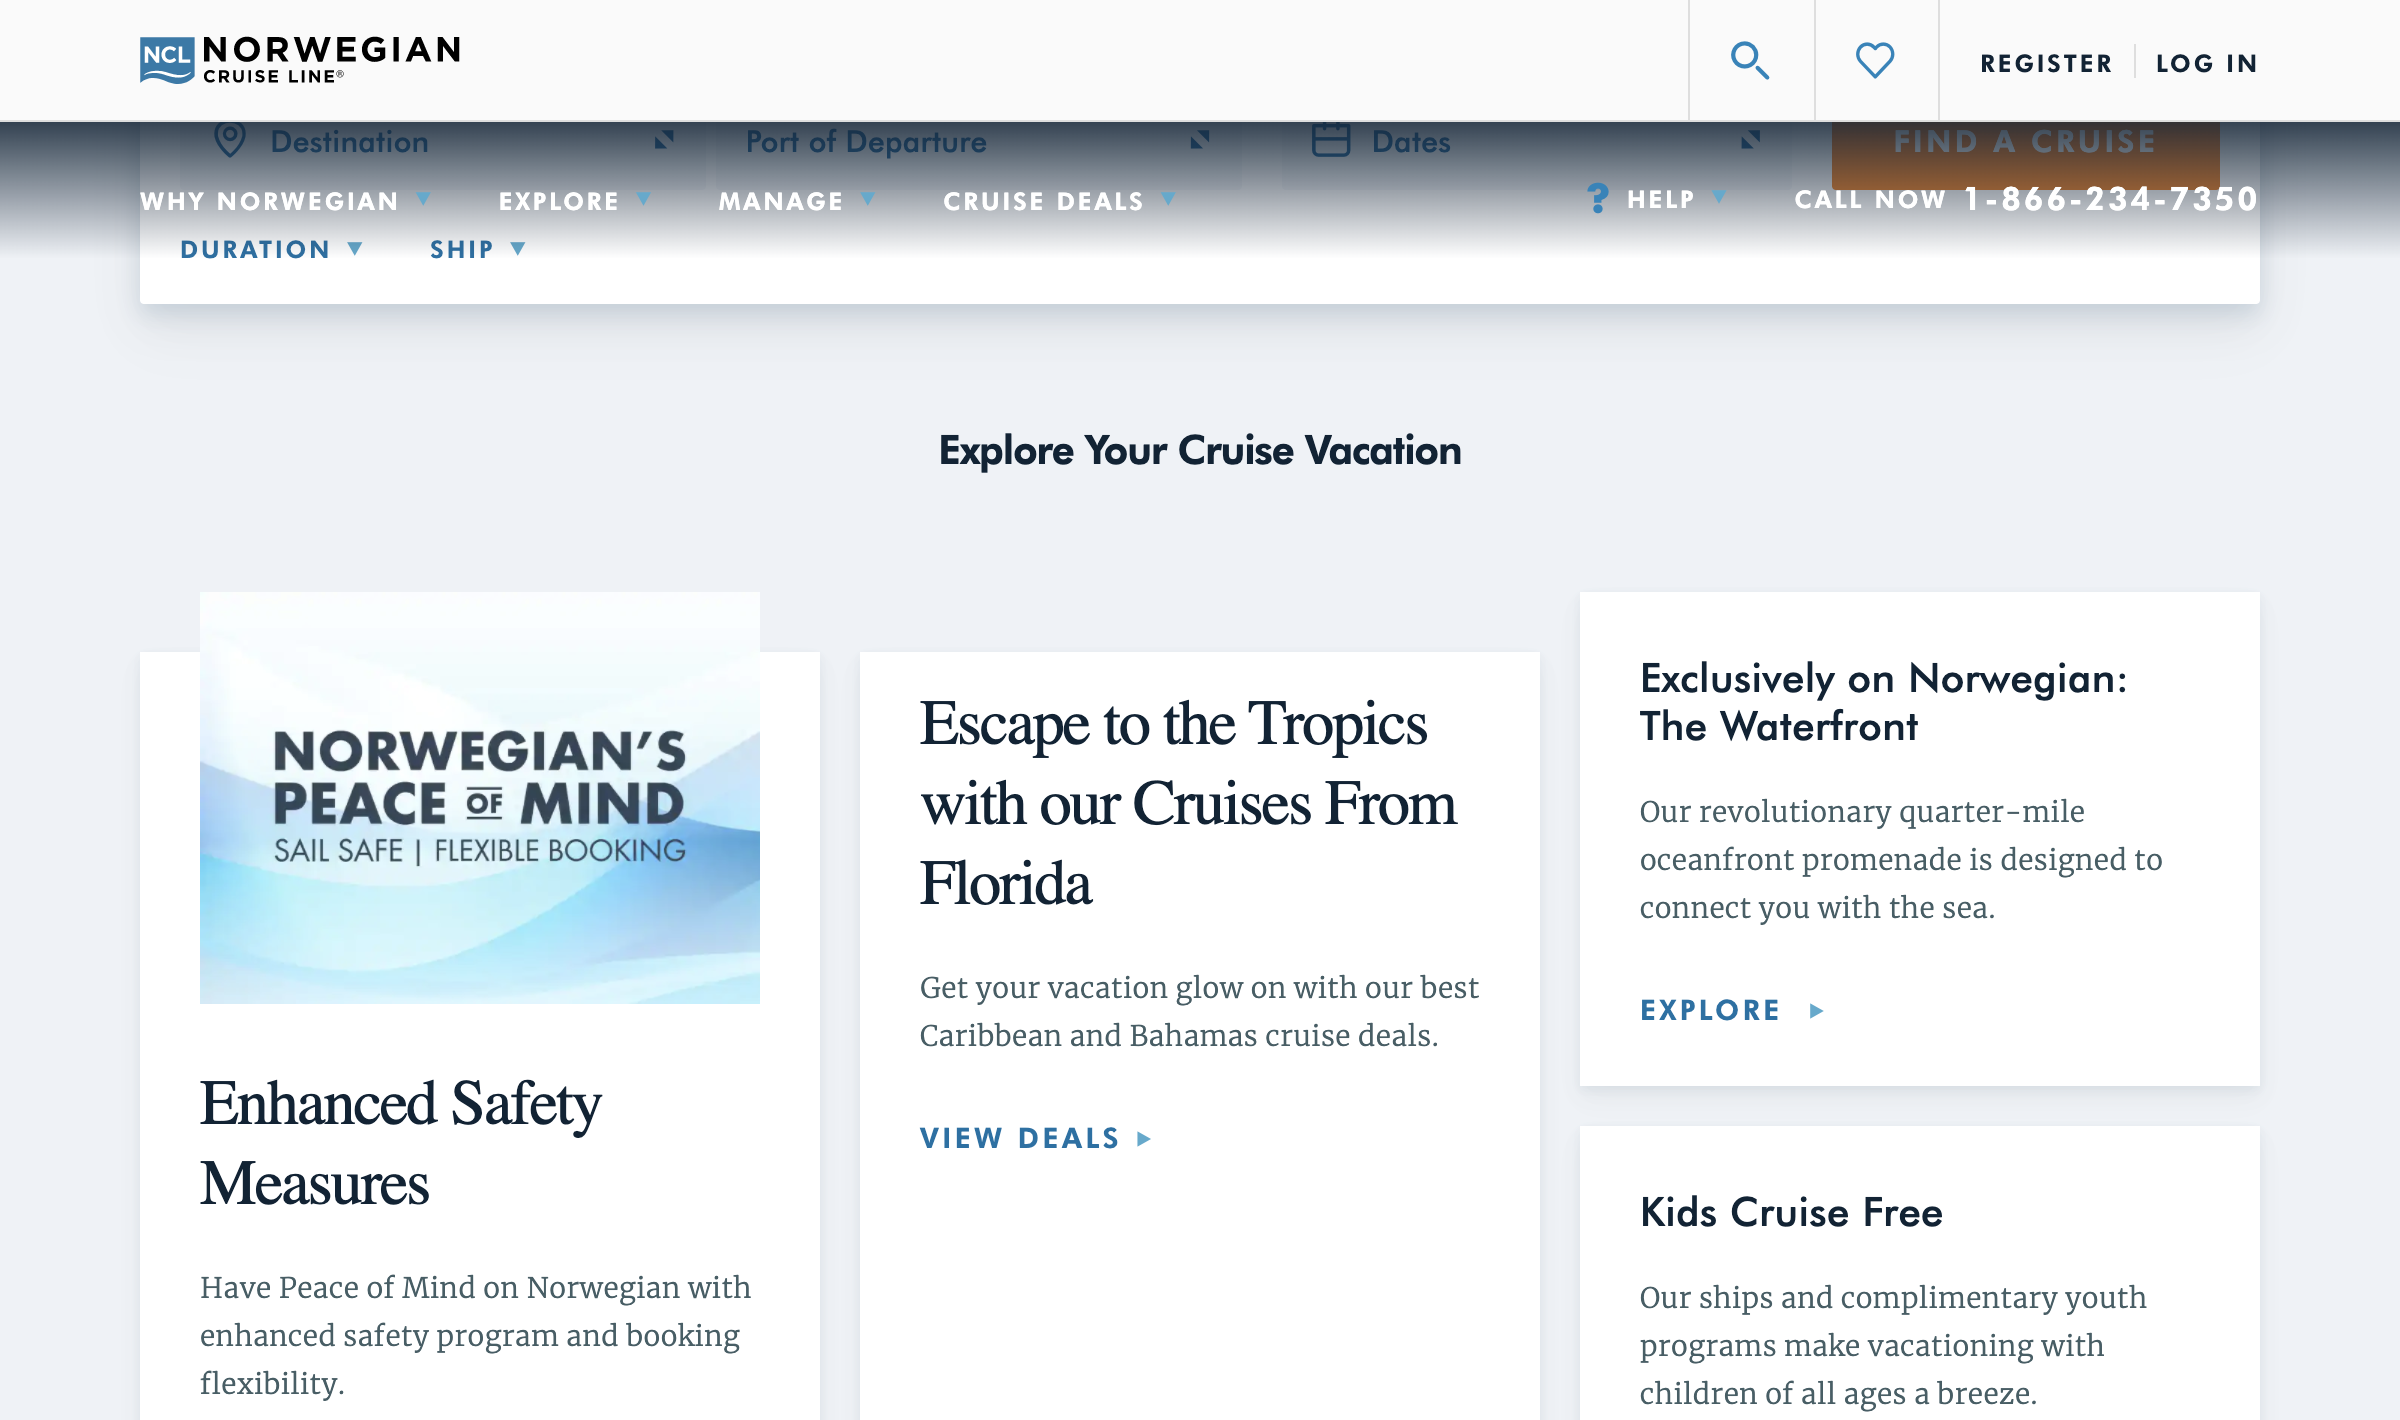 NCL NORWEGIAN
CRUISE LINE®
REGISTER LOG IN
Destination Port of Departure Dates FIND A CRUISE
WHY NORWEGIAN EXPLORE MANAGE CRUISE DEALS ? HELP CALL NOW 1-866-234-7350
DURATION SHIP
Explore Your Cruise Vacation
NORWEGIAN'S
PEACE OF MIND
SAIL SAFE | FLEXIBLE BOOKING
Enhanced Safety
Measures
Have Peace of Mind on Norwegian with
enhanced safety program and booking
flexibility.
Escape to the Tropics
with our Cruises From
Florida
Get your vacation glow on with our best
Caribbean and Bahamas cruise deals.
VIEW DEALS
Exclusively on Norwegian:
The Waterfront
Our revolutionary quarter-mile
oceanfront promenade is designed to
connect you with the sea.
EXPLORE
Kids Cruise Free
Our ships and complimentary youth
programs make vacationing with
children of all ages a breeze.